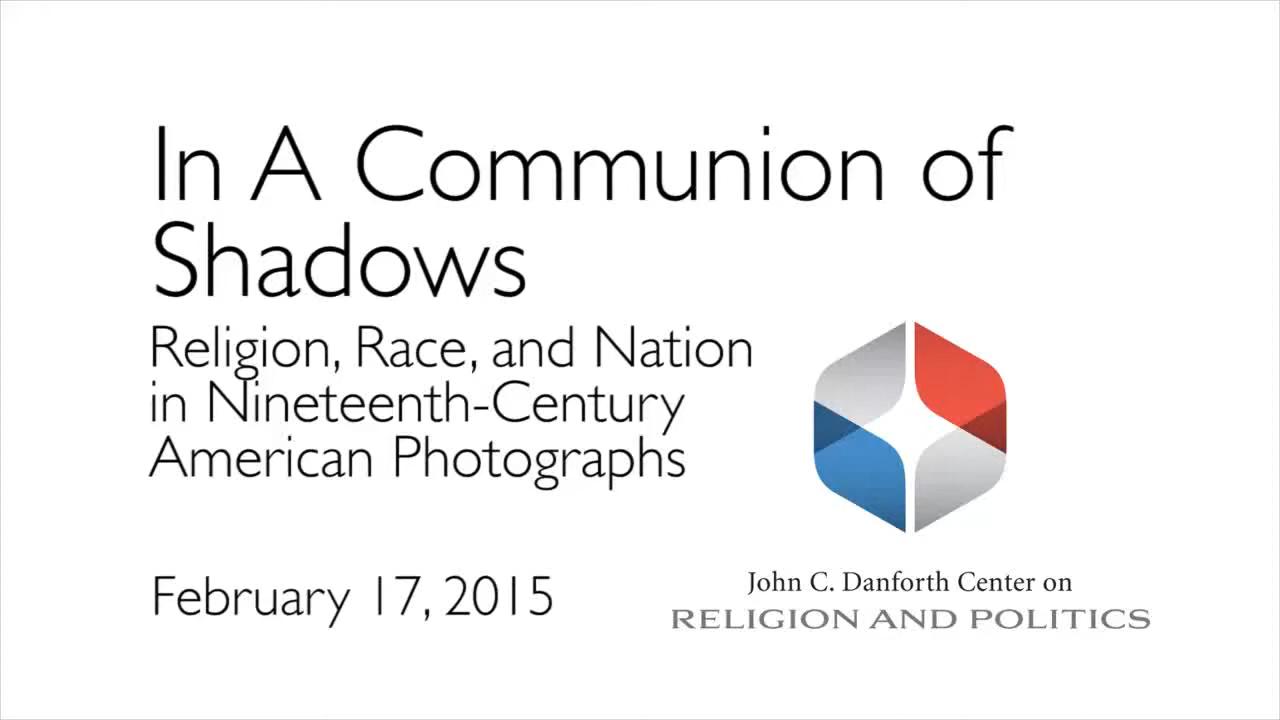 In A Communion of
Shadows
Religion, Race, and Nation
in Nineteenth-Century
American Photographs
February 17, 2015
John C. Danforth Center on
RELIGION AND POLITICS